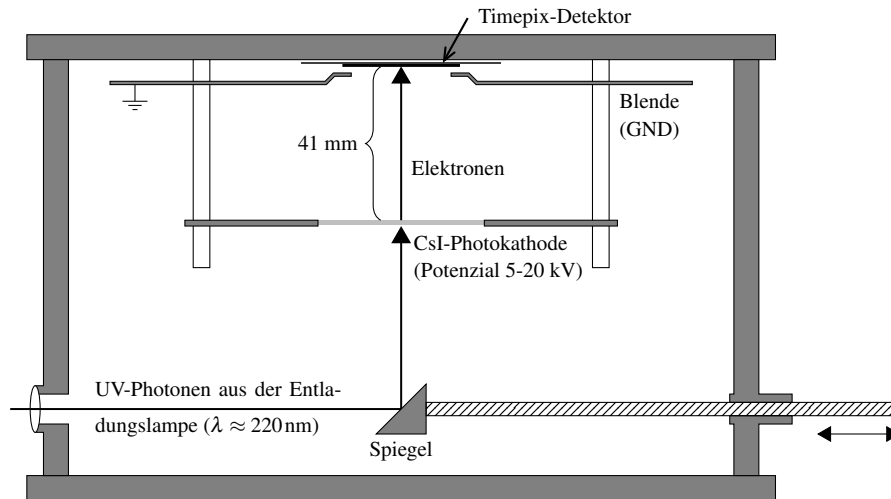 Timepix-Detektor
Blende
(GND)
41 mm
Elektronen
CsI-Photokathode
(Potenzial 5-20 kV)
UV-Photonen aus der Entla-
dungslampe (λ ≈ 220 nm)
Spiegel